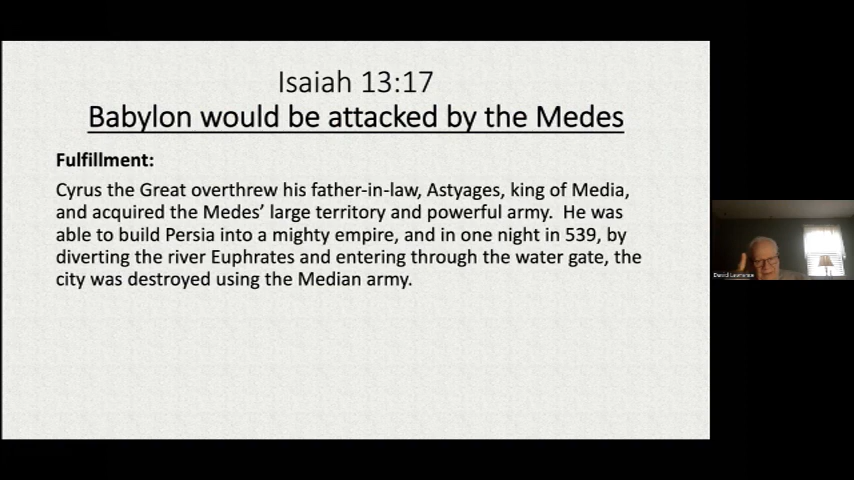 Isaiah 13:17
Babylon would be attacked by the Medes
Fulfillment:
Cyrus the Great overthrew his father-in-law, Astyages, king of Media,
and acquired the Medes’ large territory and powerful army.  He was
able to build Persia into a mighty empire, and in one night in 539, by
diverting the river Euphrates and entering through the water gate, the
city was destroyed using the Median army.
David Lawrence